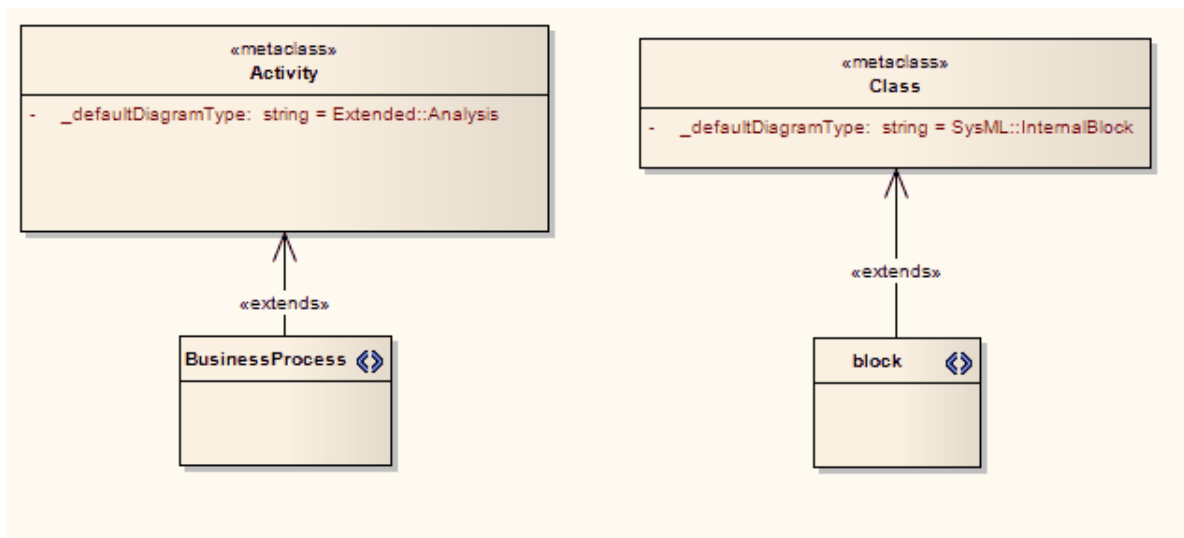 «metaclass»
Activity
- _defaultDiagramType: string = Extended::Analysis
«extends»
BusinessProcess
«metaclass»
Class
- _defaultDiagramType: string = SysML::InternalBlock
«extends»
block